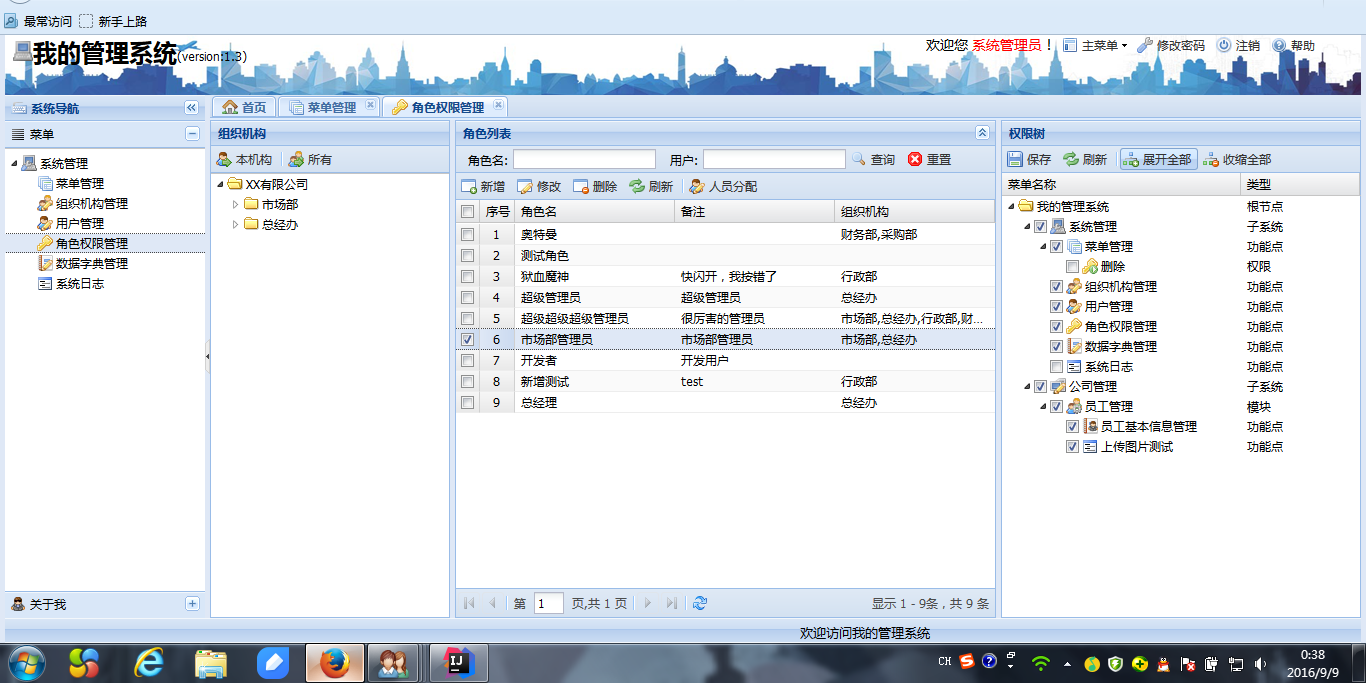 最常访问 新手上路
我的管理系统(version:1.3)
欢迎您 系统管理员！ 主菜单 修改密码 注销 帮助
系统导航
首页 菜单管理 角色权限管理
菜单
系统管理
菜单管理
组织机构管理
用户管理
角色权限管理
数据字典管理
系统日志
关于我
组织机构
本机构 所有
XX有限公司
市场部
总经办
角色列表
角色名: 用户: 查询 重置
新增 修改 删除 刷新 人员分配
序号 角色名 备注 组织机构
1 奥特曼 财务部,采购部
2 测试角色
3 狱血魔神 快闪开，我按错了 行政部
4 超级管理员 超级管理员 总经办
5 超级超级超级管理员 很厉害的管理员 市场部,总经办,行政部,财...
6 市场部管理员 市场部管理员 市场部,总经办
7 开发者 开发用户
8 新增测试 test 行政部
9 总经理 总经办
第 1 页,共 1 页 显示 1 - 9条，共 9 条
权限树
保存 刷新 展开全部 收缩全部
菜单名称 类型
我的管理系统 根节点
系统管理 子系统
菜单管理 功能点
删除 权限
组织机构管理 功能点
用户管理 功能点
角色权限管理 功能点
数据字典管理 功能点
系统日志 功能点
公司管理 子系统
员工管理 模块
员工基本信息管理 功能点
上传图片测试 功能点
欢迎访问我的管理系统
CH
0:38
2016/9/9